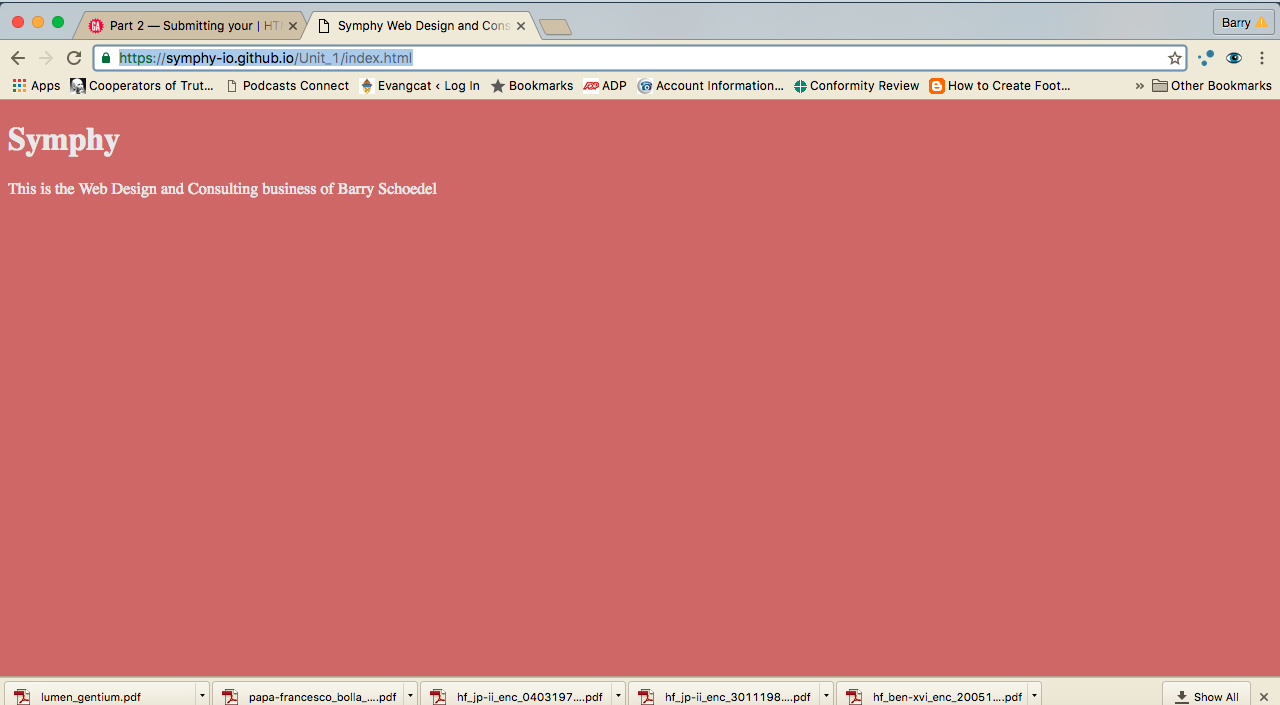 GA Part 2 — Submitting your | HTM
Symphy Web Design and Cons
Barry
https://symphy-io.github.io/Unit_1/index.html
Apps Cooperators of Trut... Podcasts Connect Evangcat ‹ Log In Bookmarks ADP Account Information... Conformity Review How to Create Foot... » Other Bookmarks
Symphy
This is the Web Design and Consulting business of Barry Schoedel
lumen_gentium.pdf papa-francesco_bolla_....pdf hf_jp-ii_enc_0403197....pdf hf_jp-ii_enc_3011198....pdf hf_ben-xvi_enc_20051....pdf Show All